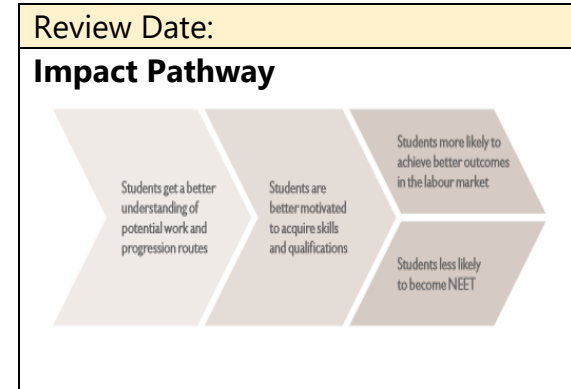 Review Date:
Impact Pathway
Students get a better
understanding of
potential work and
progression routes
Students are
better motivated
to acquire skills
and qualifications
Students more likely to
achieve better outcomes
in the labour market
Students less likely
to become NEET